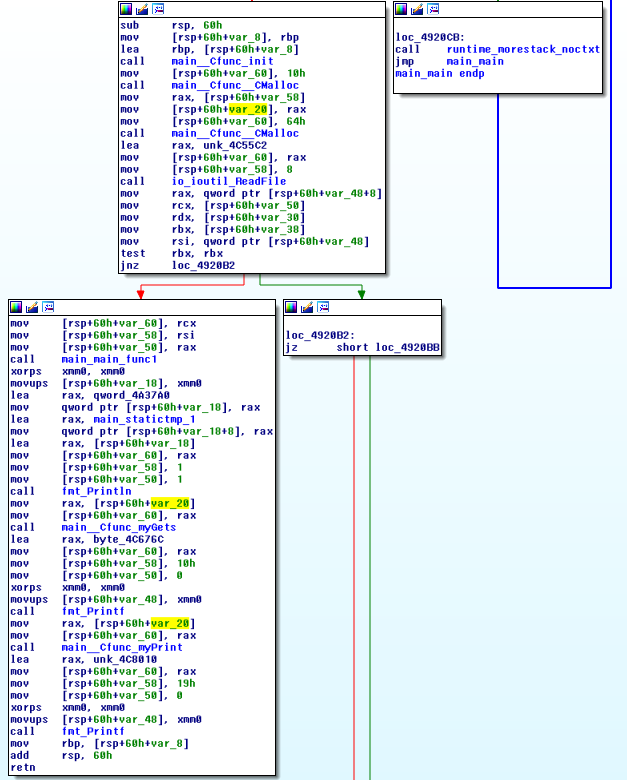 sub     rsp, 60h
mov     [rsp+60h+var_8], rbp
lea     rbp, [rsp+60h+var_8]
call    main__Cfunc_init
mov     [rsp+60h+var_60], 10h
call    main__Cfunc__CMalloc
mov     rax, [rsp+60h+var_58]
mov     [rsp+60h+var_20], rax
mov     [rsp+60h+var_60], 64h
call    main__Cfunc__CMalloc
lea     rax, unk_4C55C2
mov     [rsp+60h+var_60], rax
mov     [rsp+60h+var_58], 8
call    io_ioutil_ReadFile
mov     rax, qword ptr [rsp+60h+var_48+8]
mov     rcx, [rsp+60h+var_50]
mov     rdx, [rsp+60h+var_30]
mov     rbx, [rsp+60h+var_38]
mov     rsi, qword ptr [rsp+60h+var_48]
test    rbx, rbx
jnz     loc_4920B2
loc_4920CB:
call    runtime_morestack_noctxt
jmp     main_main
main_main endp
mov     [rsp+60h+var_60], rcx
mov     [rsp+60h+var_58], rsi
mov     [rsp+60h+var_50], rax
call    main_main_func1
xorps   xmm0, xmm0
movups  [rsp+60h+var_18], xmm0
lea     rax, qword_4A37A0
mov     qword ptr [rsp+60h+var_18], rax
lea     rax, main_statictmp_1
mov     qword ptr [rsp+60h+var_18+8], rax
lea     rax, [rsp+60h+var_18]
mov     [rsp+60h+var_60], rax
mov     [rsp+60h+var_58], 1
mov     [rsp+60h+var_50], 1
call    fmt_Println
mov     rax, [rsp+60h+var_20]
mov     [rsp+60h+var_60], rax
call    main__Cfunc_myGets
lea     rax, byte_4C676C
mov     [rsp+60h+var_60], rax
mov     [rsp+60h+var_58], 10h
mov     [rsp+60h+var_50], 0
xorps   xmm0, xmm0
movups  [rsp+60h+var_48], xmm0
call    fmt_Printf
mov     rax, [rsp+60h+var_20]
mov     [rsp+60h+var_60], rax
call    main__Cfunc_myPrint
lea     rax, unk_4C8010
mov     [rsp+60h+var_60], rax
mov     [rsp+60h+var_58], 19h
mov     [rsp+60h+var_50], 0
xorps   xmm0, xmm0
movups  [rsp+60h+var_48], xmm0
call    fmt_Printf
mov     rbp, [rsp+60h+var_8]
add     rsp, 60h
retn
loc_4920B2:
jz      short loc_4920BB